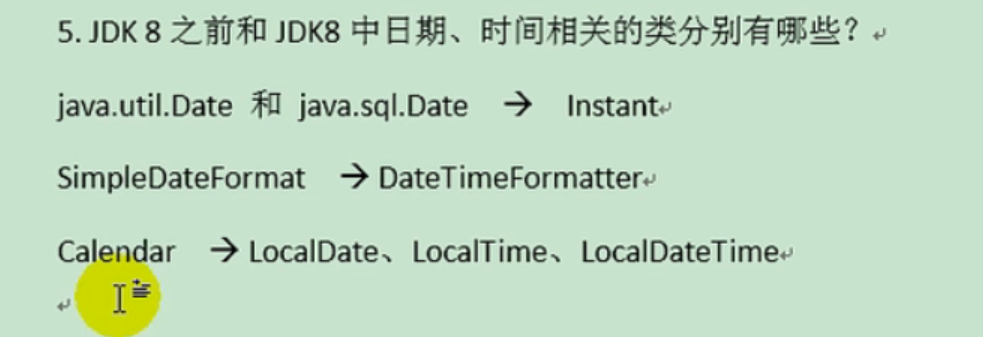 5. JDK 8 之前和 JDK8 中日期、时间相关的类分别有哪些？
java.util.Date 和 java.sql.Date → Instant
SimpleDateFormat → DateTimeFormatter
Calendar → LocalDate、LocalTime、LocalDateTime